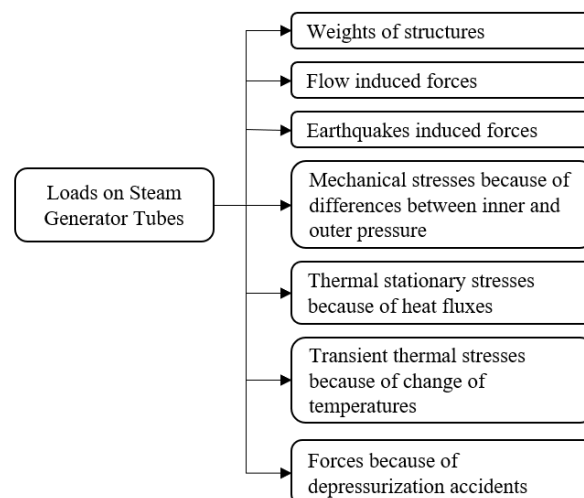 Weights of structures
Flow induced forces
Earthquakes induced forces
Loads on Steam
Generator Tubes
Mechanical stresses because of
differences between inner and
outer pressure
Thermal stationary stresses
because of heat fluxes
Transient thermal stresses
because of change of
temperatures
Forces because of
depressurization accidents